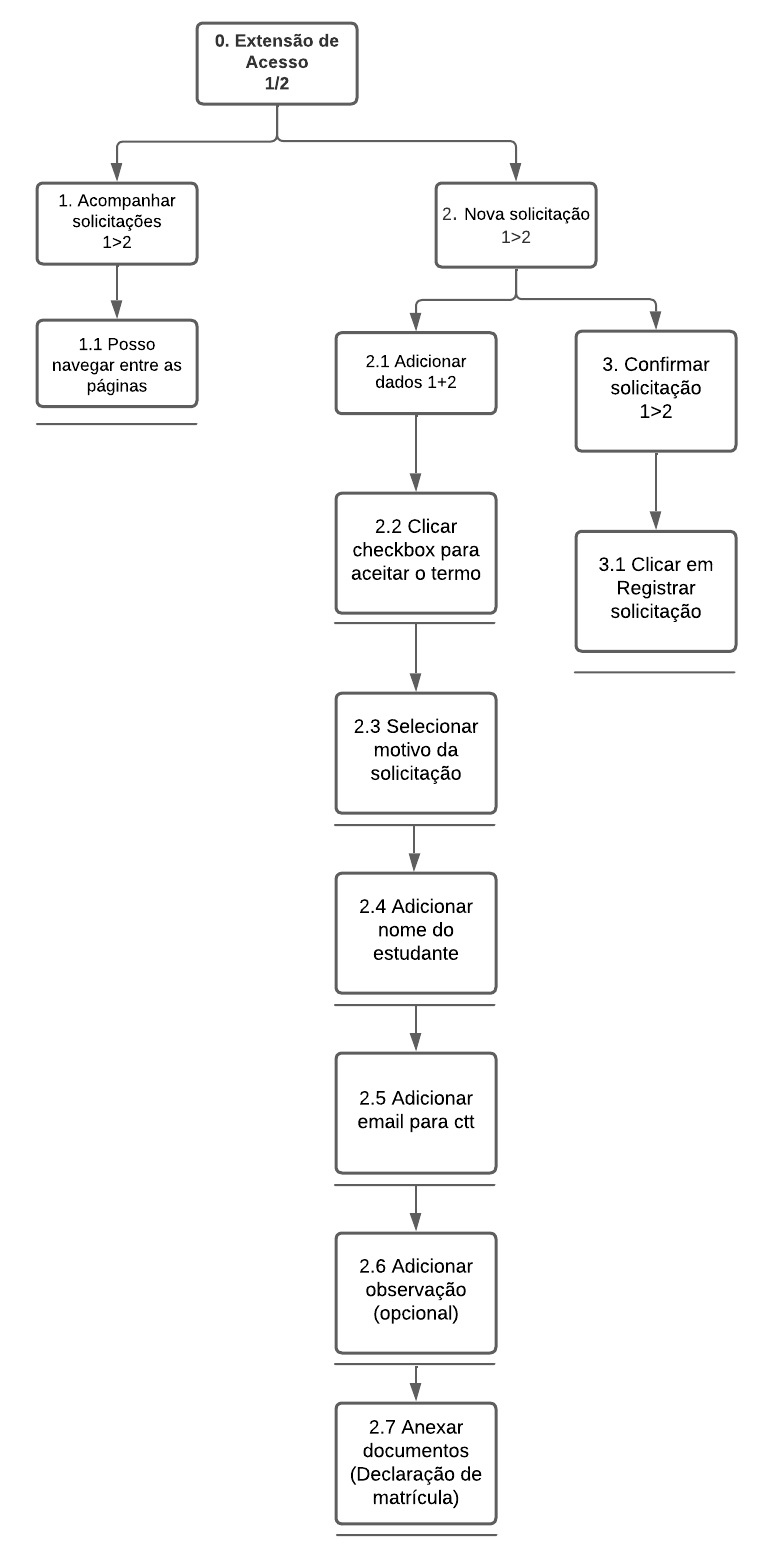 0. Extensão de
Acesso
1/2
1. Acompanhar
solicitações
1>2
2. Nova solicitação
1>2
1.1 Posso
navegar entre as
páginas
2.1 Adicionar
dados 1+2
3. Confirmar
solicitação
1>2
2.2 Clicar
checkbox para
aceitar o termo
3.1 Clicar em
Registrar
solicitação
2.3 Selecionar
motivo da
solicitação
2.4 Adicionar
nome do
estudante
2.5 Adicionar
email para ctt
2.6 Adicionar
observação
(opcional)
2.7 Anexar
documentos
(Declaração de
matrícula)